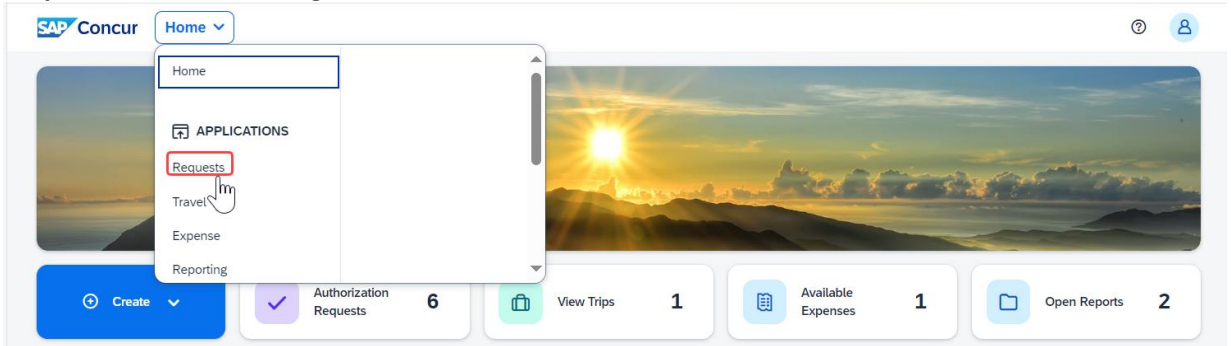 SAP Concur Home
Home
APPLICATIONS
Requests
Travel
Expense
Reporting
Create
Authorization
Requests
6
View Trips
1
Available
Expenses
1
Open Reports
2